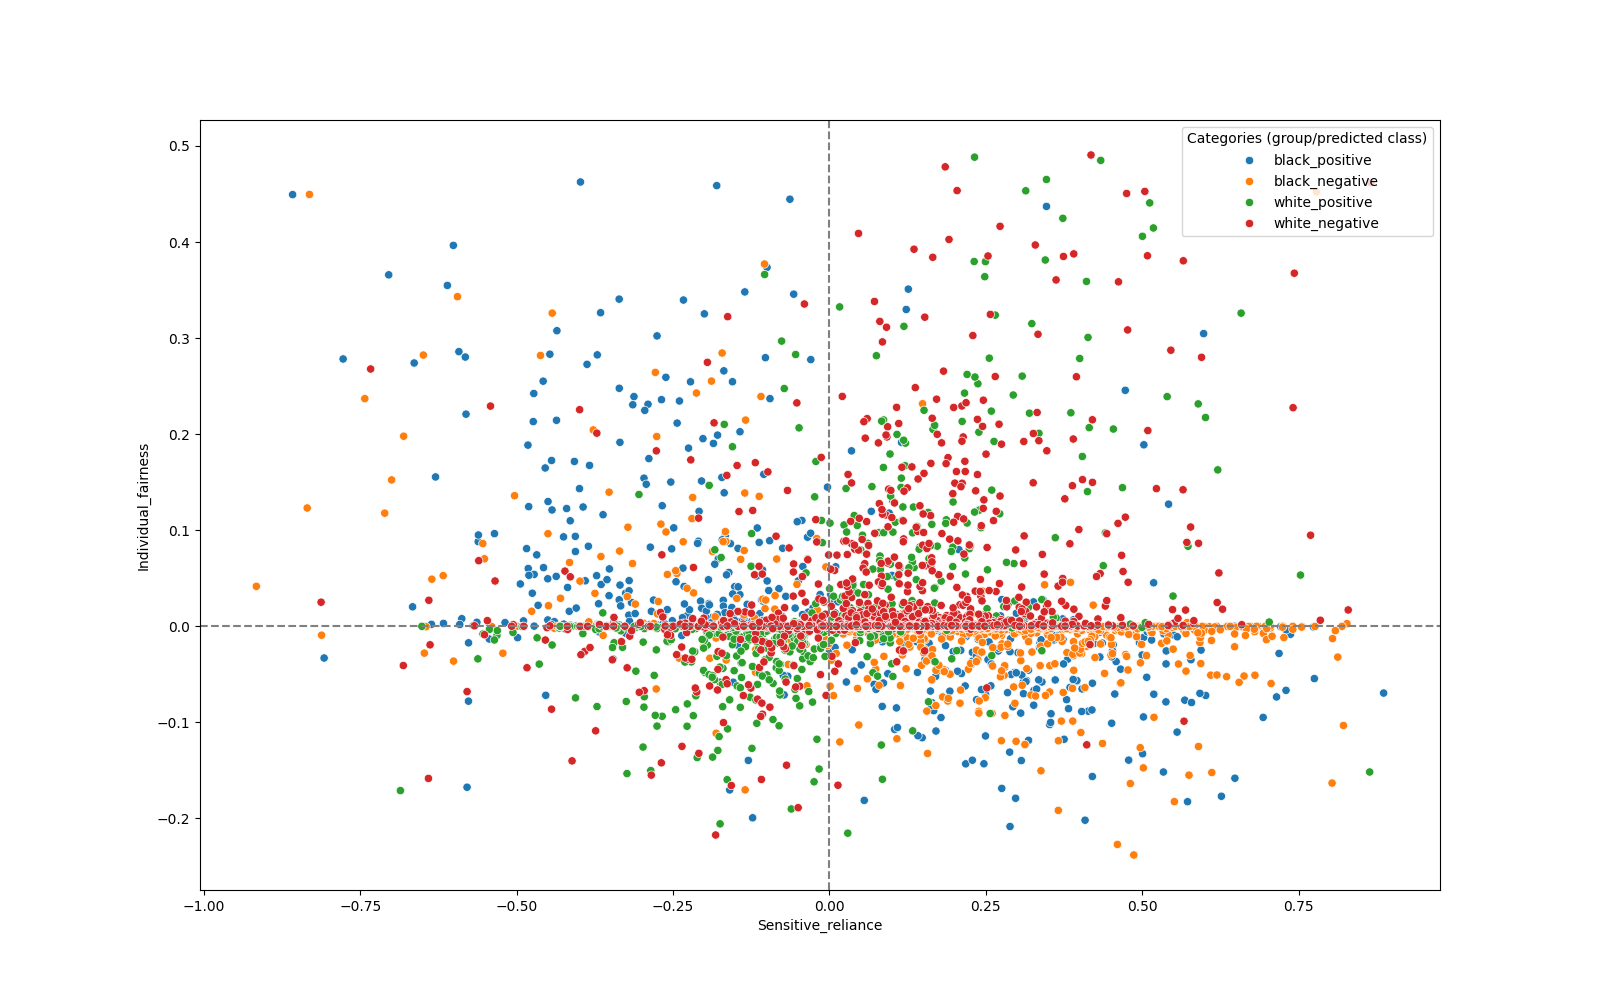 Categories (group/predicted class)
black_positive
black_negative
white_positive
white_negative
0.5
0.4
0.3
0.2
0.1
0.0
−0.1
−0.2
Individual_fairness
−1.00
−0.75
−0.50
−0.25
0.00
0.25
0.50
0.75
Sensitive_reliance